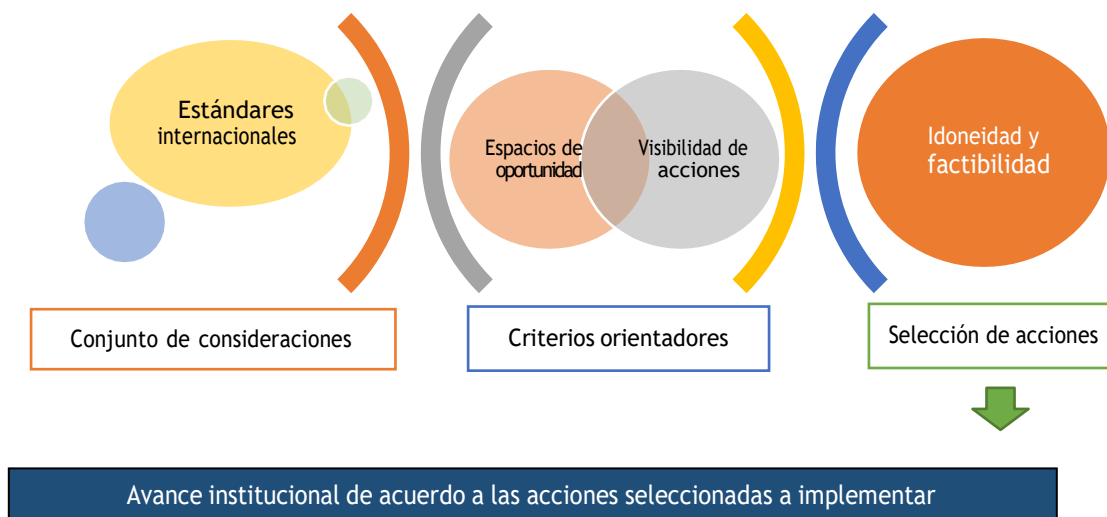 Estándares
internacionales
Espacios de
oportunidad
Visibilidad de
acciones
Idoneidad y
factibilidad
Conjunto de consideraciones
Criterios orientadores
Selección de acciones
Avance institucional de acuerdo a las acciones seleccionadas a implementar